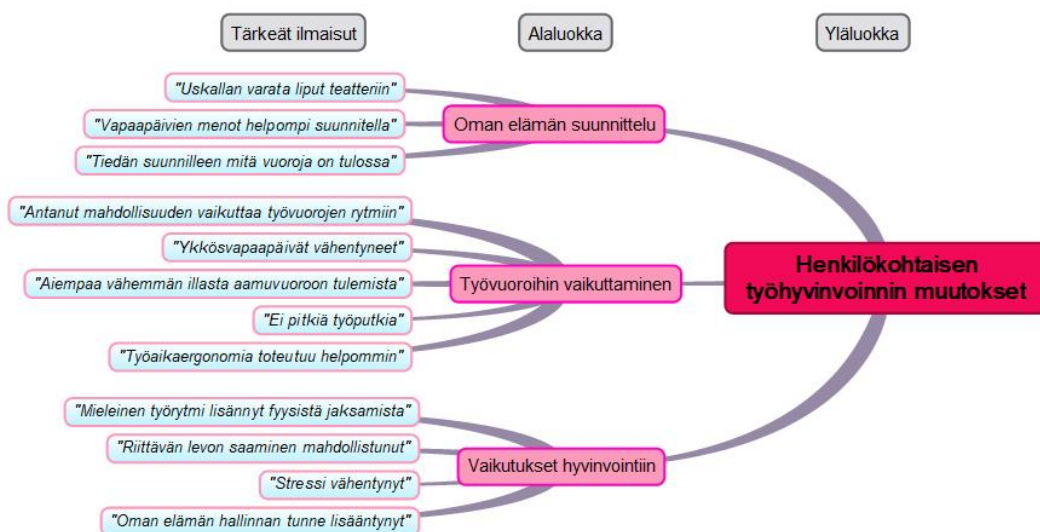 Tärkeät ilmaisut
Alaluokka
Yläluokka
"Uskallan varata liput teatteriin"
"Vapaapäivien menot helpompi suunnitella"
"Tiedän suunnilleen mitä vuoroja on tulossa"
Oman elämän suunnittelu
"Antanut mahdollisuuden vaikuttaa työvuorojen rytmiin"
"Ykkösvapaapäivät vähentyneet"
"Aiempaa vähemmän illasta aamuvuoroon tulemista"
"Ei pitkiä työputkia"
"Työaikaergonomia toteutuu helpommin"
Työvuoroihin vaikuttaminen
"Mieleinen työrytmi lisännyt fyysistä jaksamista"
"Riittävän levon saaminen mahdollistunut"
"Stressi vähentynyt"
"Oman elämän hallinnan tunne lisääntynyt"
Vaikutukset hyvinvointiin
Henkilökohtaisen
työhyvinvoinnin muutokset